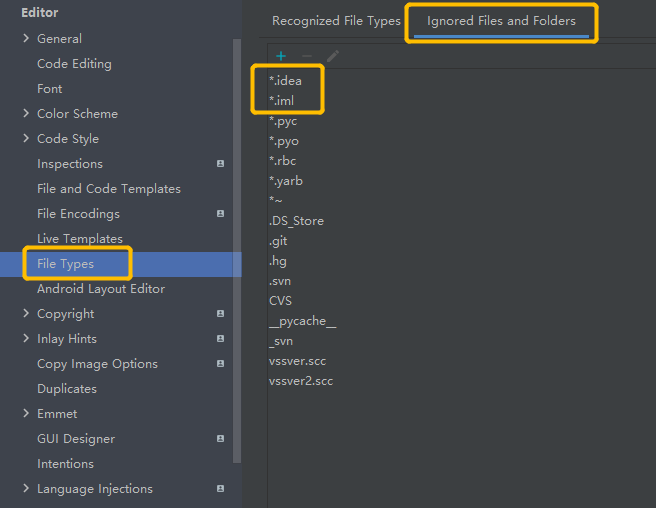 Editor
General
Code Editing
Font
Color Scheme
Code Style
Inspections
File and Code Templates
File Encodings
Live Templates
File Types
Android Layout Editor
Copyright
Inlay Hints
Copy Image Options
Duplicates
Emmet
GUI Designer
Intentions
Language Injections
Recognized File Types
Ignored Files and Folders
*.idea
*.iml
*.pyc
*.pyo
*.rbc
*.yarb
*~
.DS_Store
.git
.hg
.svn
CVS
__pycache__
_svn
vssver.scc
vssver2.scc